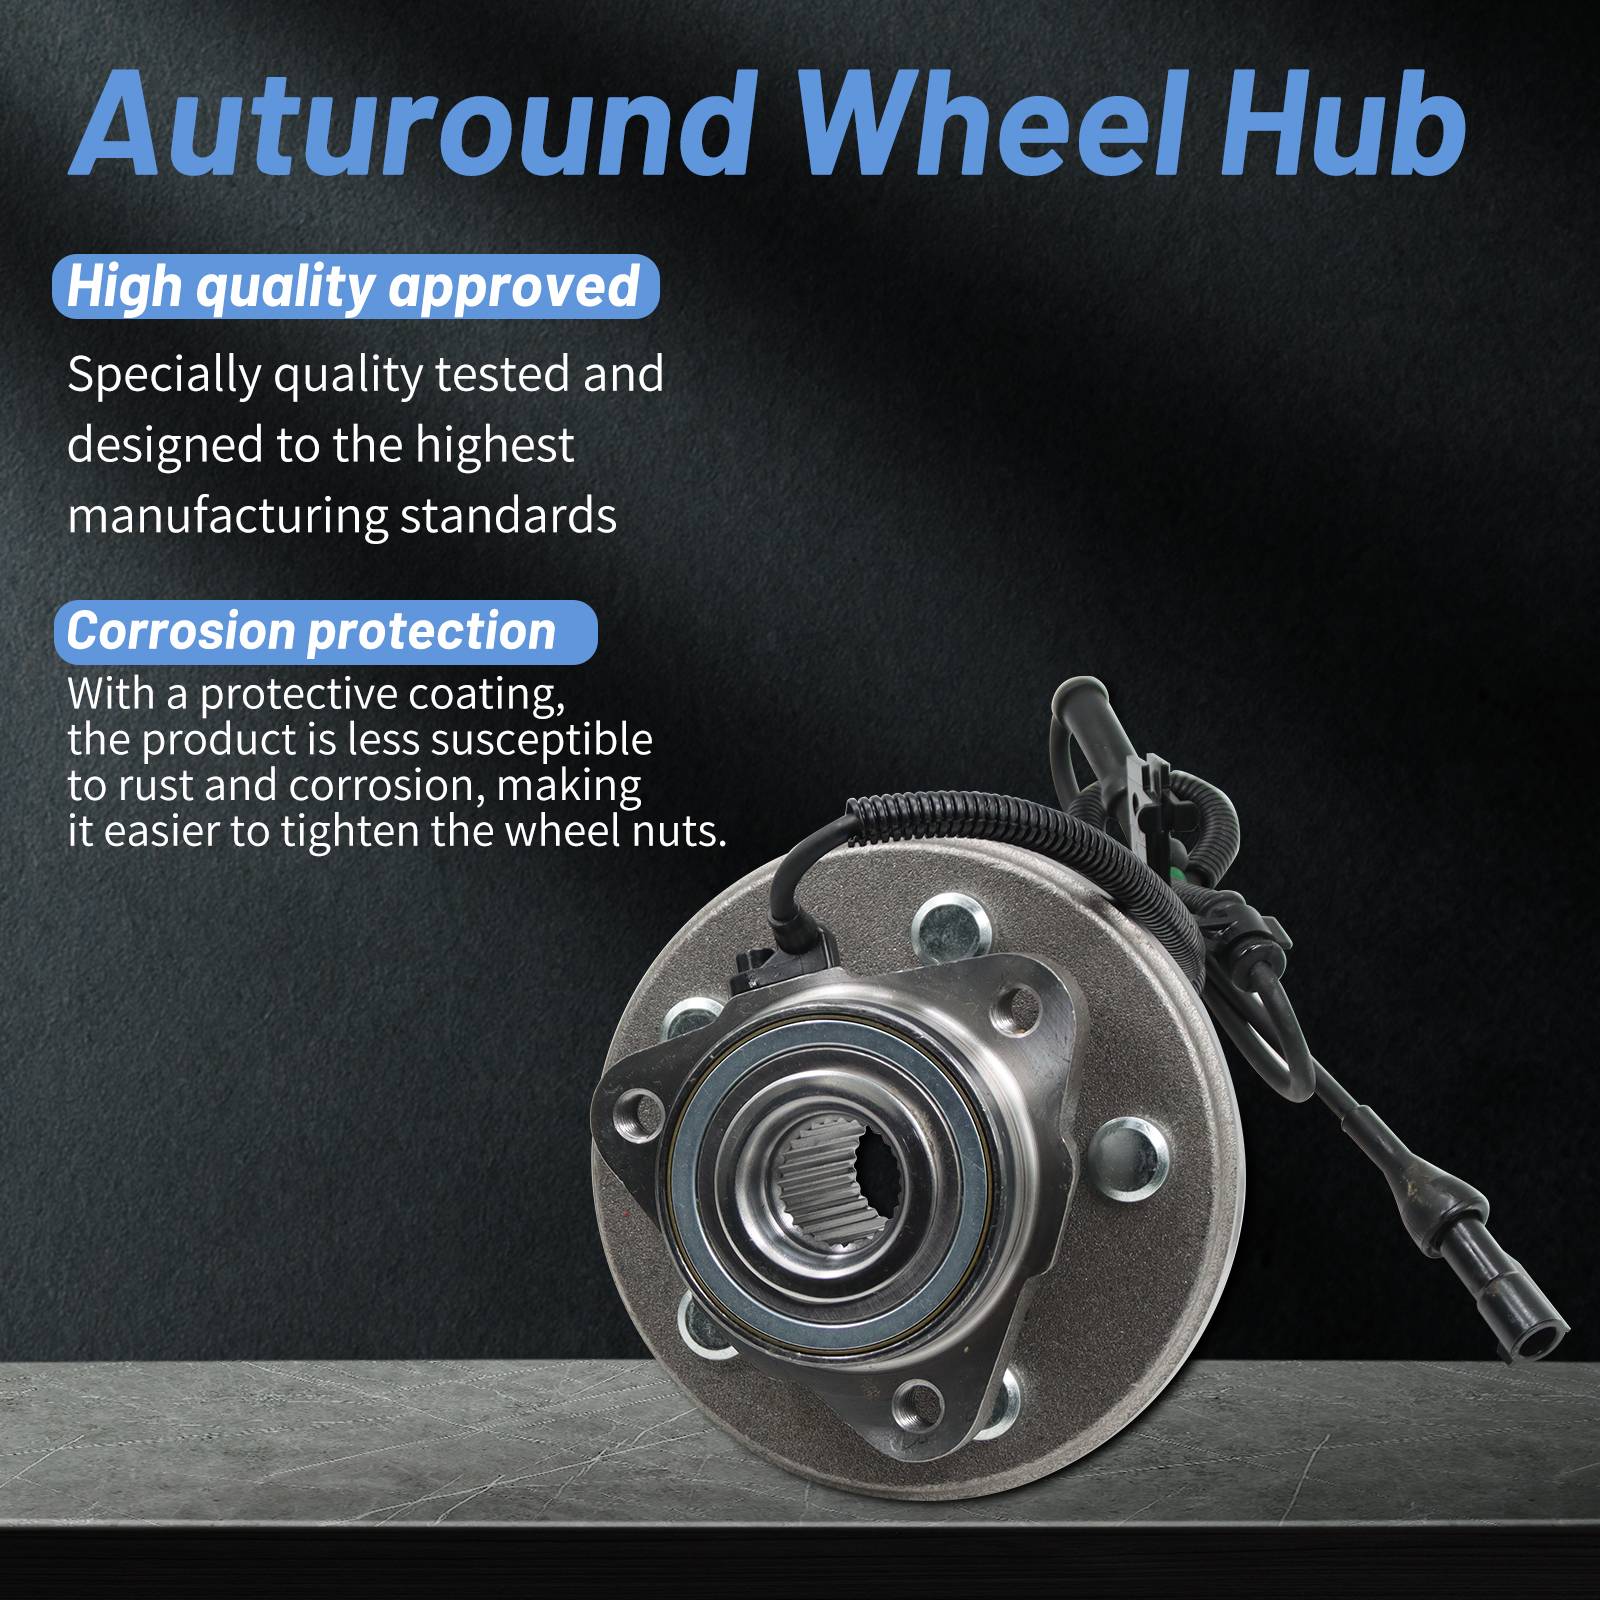 Auturound Wheel Hub
High quality approved
Specially quality tested and
designed to the highest
manufacturing standards
Corrosion protection
With a protective coating,
the product is less susceptible
to rust and corrosion, making
it easier to tighten the wheel nuts.